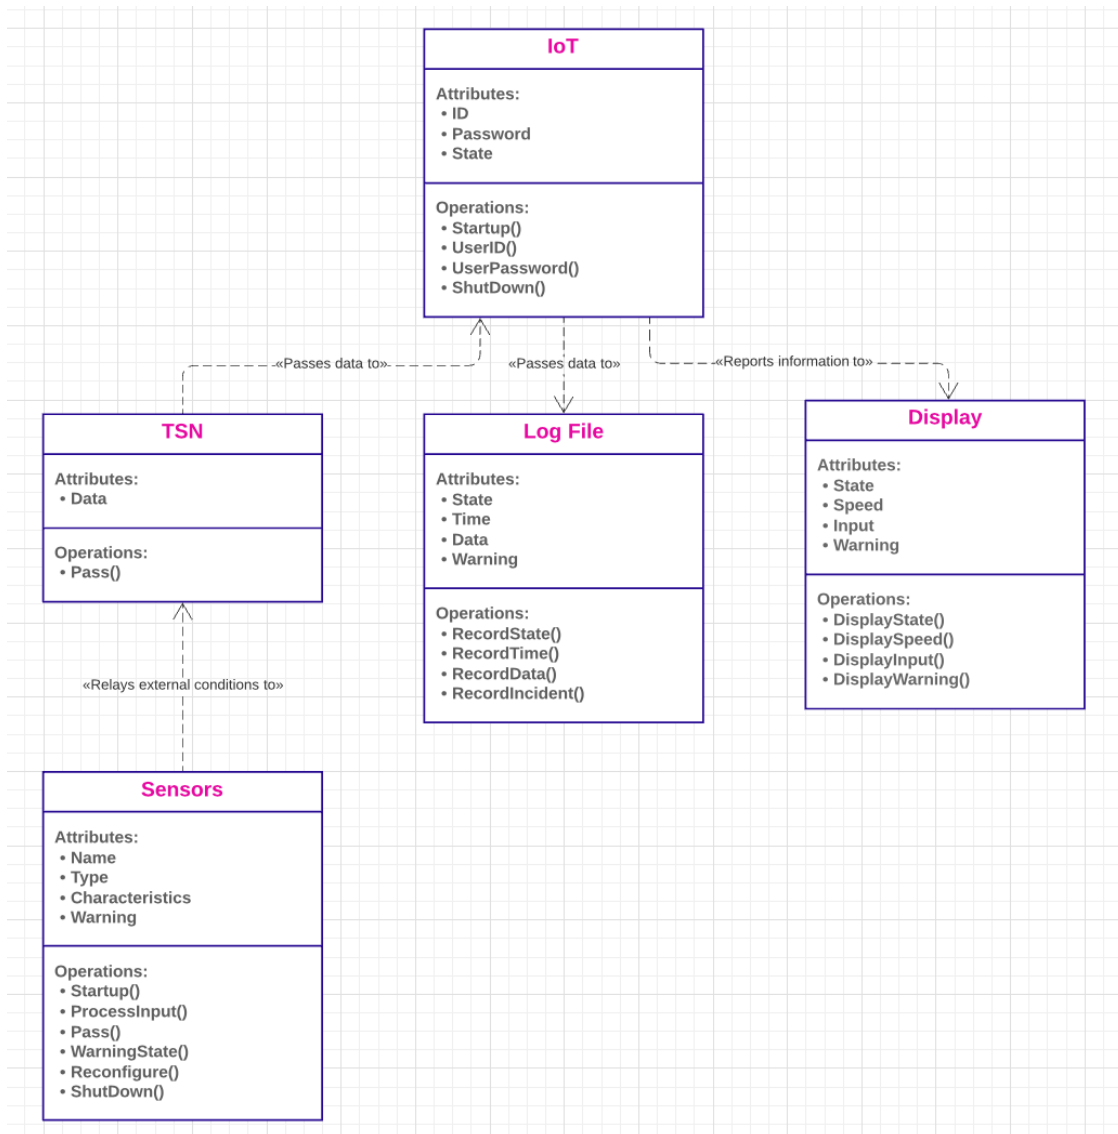 IoT
Attributes:
• ID
• Password
• State
Operations:
• Startup()
• UserID()
• UserPassword()
• ShutDown()
«Passes data to»
«Passes data to»
«Reports information to»
TSN
Attributes:
• Data
Operations:
• Pass()
Log File
Attributes:
• State
• Time
• Data
• Warning
Operations:
• RecordState()
• RecordTime()
• RecordData()
• RecordIncident()
Display
Attributes:
• State
• Speed
• Input
• Warning
Operations:
• DisplayState()
• DisplaySpeed()
• DisplayInput()
• DisplayWarning()
«Relays external conditions to»
Sensors
Attributes:
• Name
• Type
• Characteristics
• Warning
Operations:
• Startup()
• ProcessInput()
• Pass()
• WarningState()
• Reconfigure()
• ShutDown()